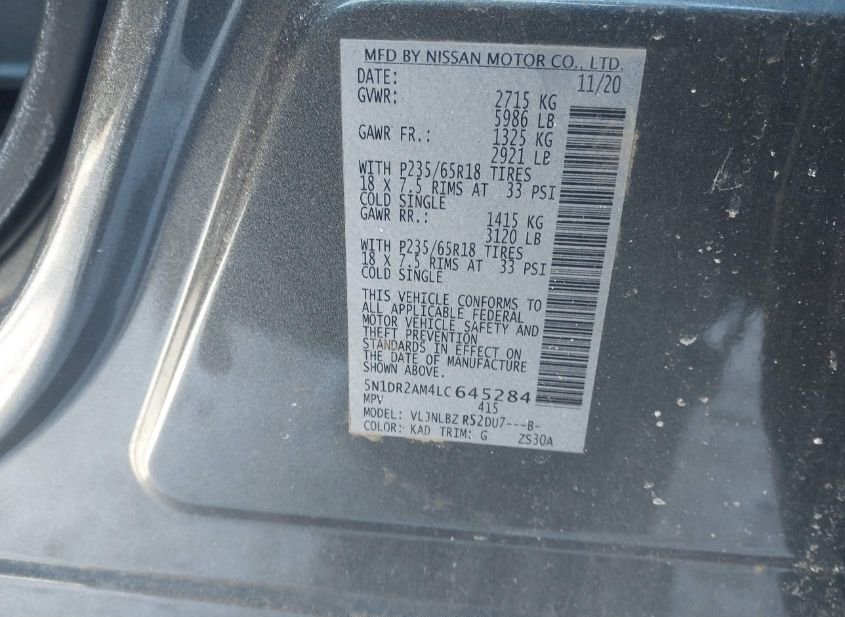 MFD BY NISSAN MOTOR CO., LTD.
DATE: 11/20
GVWR: 2715 KG
5986 LB
GAWR FR.: 1325 KG
2921 LB
WITH P235/65R18 TIRES
18 X 7.5 RIMS AT 33 PSI
COLD SINGLE
GAWR RR.: 1415 KG
3120 LB
WITH P235/65R18 TIRES
18 X 7.5 RIMS AT 33 PSI
COLD SINGLE
THIS VEHICLE CONFORMS TO
ALL APPLICABLE FEDERAL
MOTOR VEHICLE SAFETY AND
THEFT PREVENTION
STANDARDS IN EFFECT ON
THE DATE OF MANUFACTURE
SHOWN ABOVE.
5N1DR2AM4LC645284
MPV 415
MODEL: VLJNLBZ R52DU7---B-
COLOR: KAD TRIM: G ZS30A